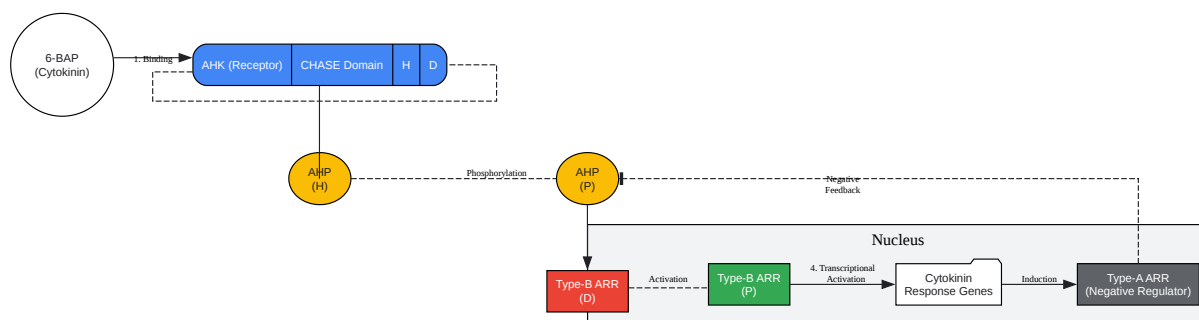 6-BAP
(Cytokinin)
1. Binding
AHK (Receptor)
CHASE Domain
H
D
AHP
(H)
Phosphorylation
AHP
(P)
Negative
Feedback
Nucleus
Type-B ARR
(D)
Activation
Type-B ARR
(P)
4. Transcriptional
Activation
Cytokinin
Response Genes
Induction
Type-A ARR
(Negative Regulator)